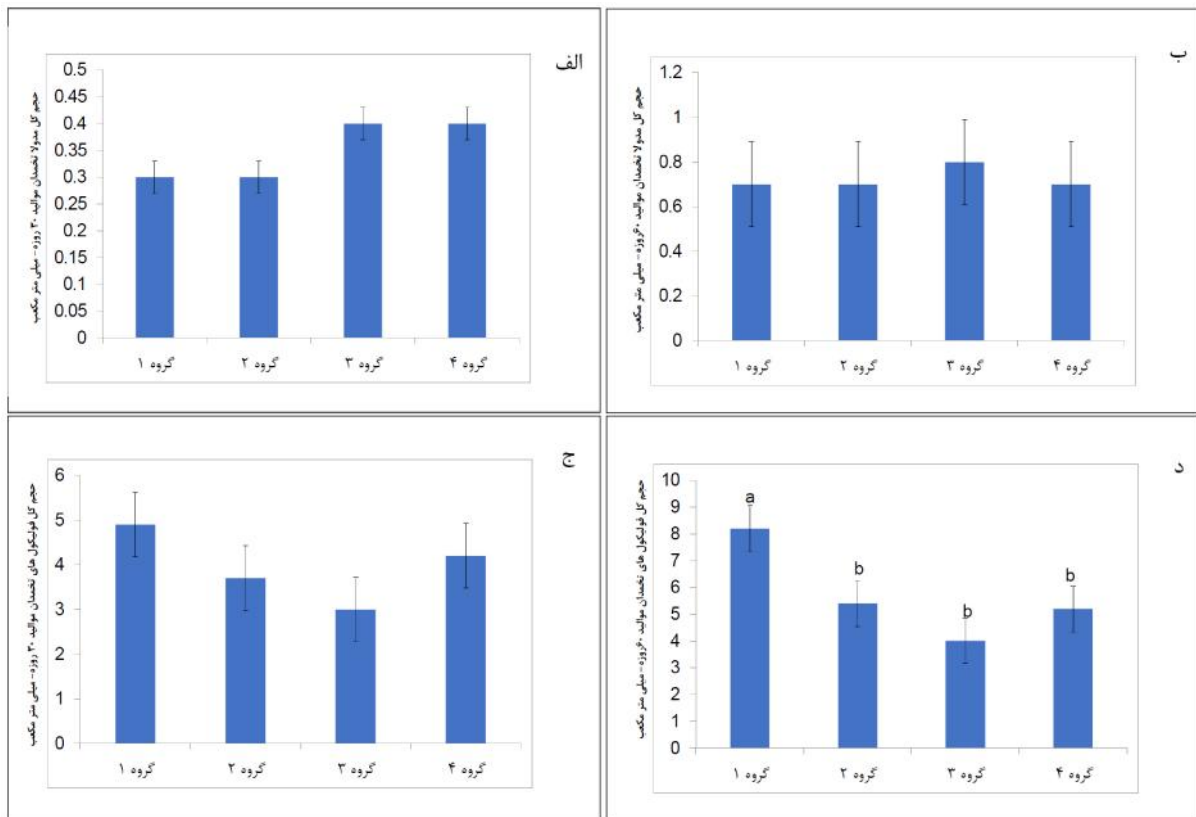 الف
حجم کل مدولا تخمدان موالید ۳۰ روزه - میلی متر مکعب
0.5
0.45
0.4
0.35
0.3
0.25
0.2
0.15
0.1
0.05
0
گروه ۱ گروه ۲ گروه ۳ گروه ۴
ب
حجم کل مدولا تخمدان موالید ۶۰روزه - میلی متر مکعب
1.2
1
0.8
0.6
0.4
0.2
0
گروه ۱ گروه ۲ گروه ۳ گروه ۴
ج
حجم کل فولیکول های تخمدان موالید ۳۰ روزه - میلی متر مکعب
6
5
4
3
2
1
0
گروه ۱ گروه ۲ گروه ۳ گروه ۴
د
حجم کل فولیکول های تخمدان موالید ۶۰روزه - میلی متر مکعب
10
9
8
7
6
5
4
3
2
1
0
a b b b
گروه ۱ گروه ۲ گروه ۳ گروه ۴